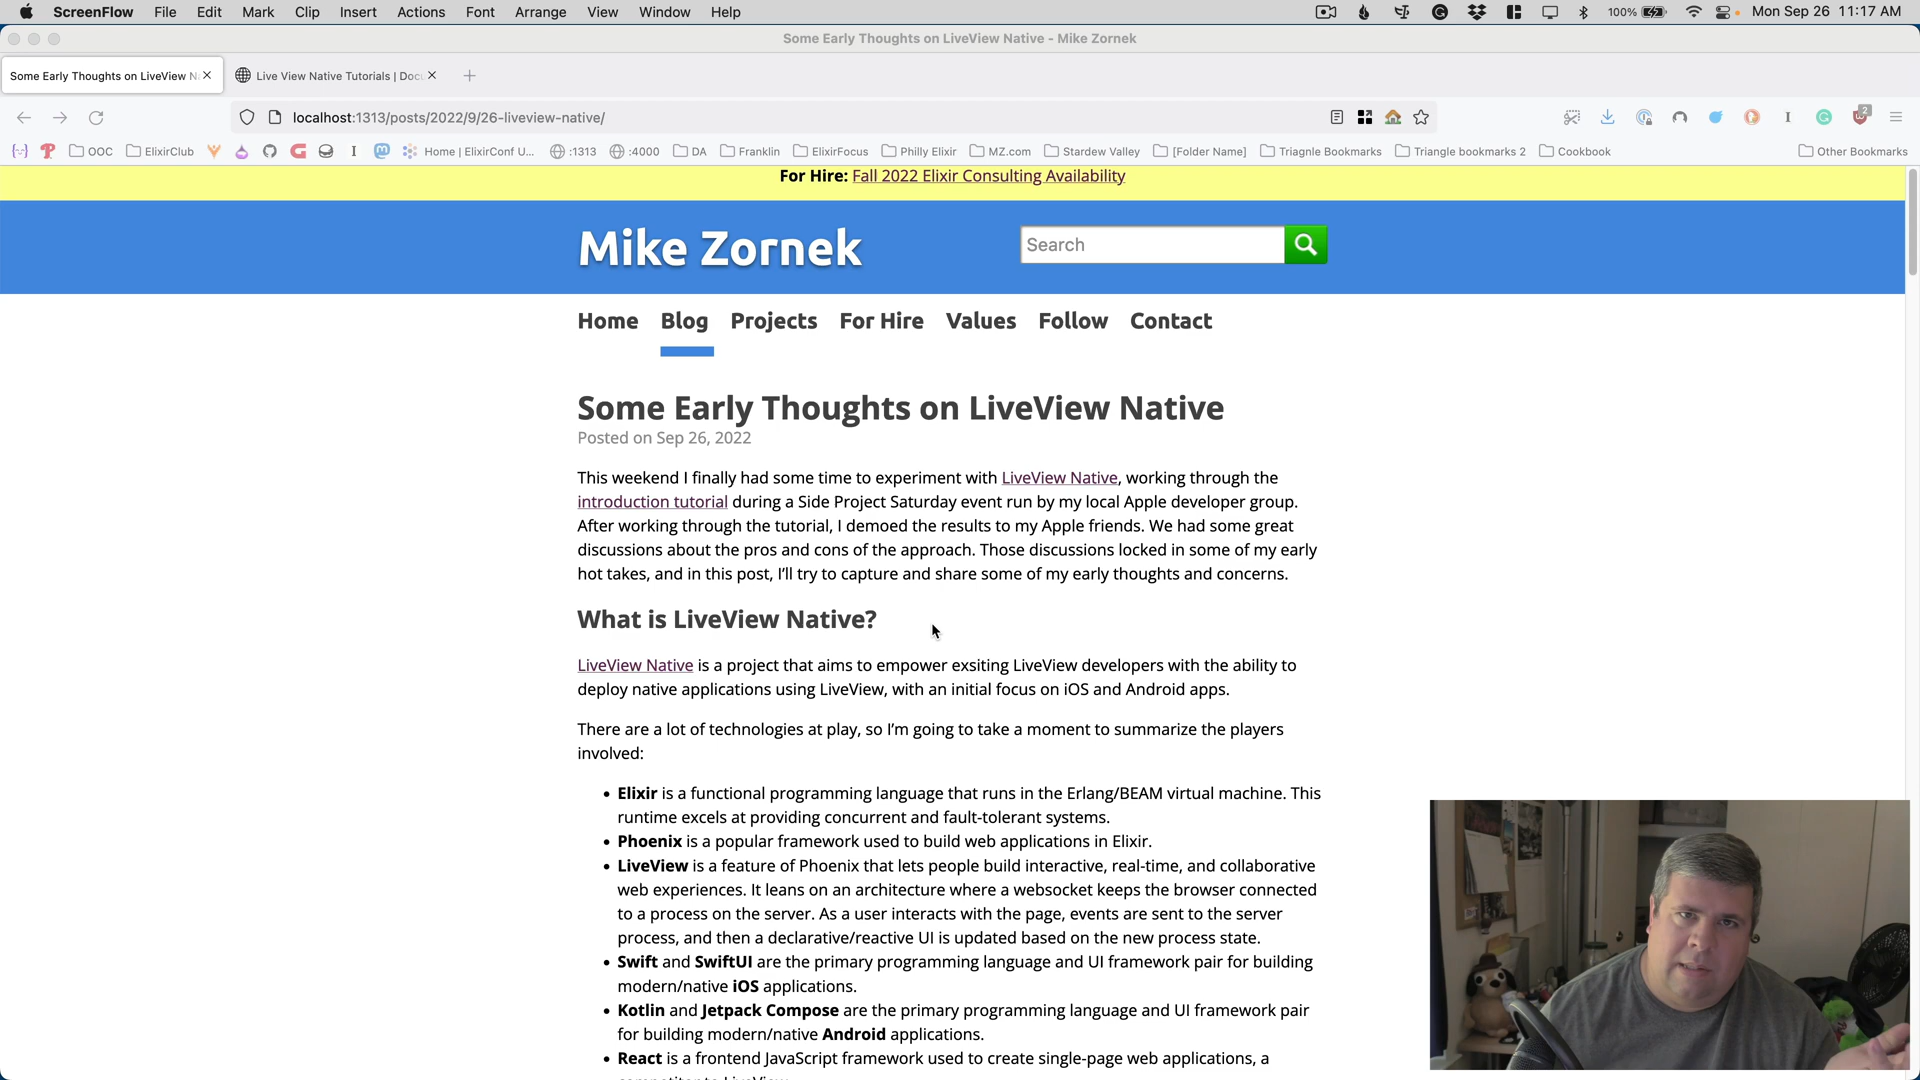 ScreenFlow File Edit Mark Clip Insert Actions Font Arrange View Window Help 100% Mon Sep 26 11:17 AM
Some Early Thoughts on LiveView Native - Mike Zornek
Some Early Thoughts on LiveView N Live View Native Tutorials | Doc
localhost:1313/posts/2022/9/26-liveview-native/ 2
OOC ElixirClub Home | ElixirConf U... :1313 :4000 DA Franklin ElixirFocus Philly Elixir MZ.com Stardew Valley [Folder Name] Triagnle Bookmarks Triangle bookmarks 2 Cookbook Other Bookmarks
For Hire: Fall 2022 Elixir Consulting Availability
Mike Zornek Search
Home Blog Projects For Hire Values Follow Contact
Some Early Thoughts on LiveView Native
Posted on Sep 26, 2022
This weekend I finally had some time to experiment with LiveView Native, working through the
introduction tutorial during a Side Project Saturday event run by my local Apple developer group.
After working through the tutorial, I demoed the results to my Apple friends. We had some great
discussions about the pros and cons of the approach. Those discussions locked in some of my early
hot takes, and in this post, I'll try to capture and share some of my early thoughts and concerns.
What is LiveView Native?
LiveView Native is a project that aims to empower exsiting LiveView developers with the ability to
deploy native applications using LiveView, with an initial focus on iOS and Android apps.
There are a lot of technologies at play, so I'm going to take a moment to summarize the players
involved:
• Elixir is a functional programming language that runs in the Erlang/BEAM virtual machine. This
runtime excels at providing concurrent and fault-tolerant systems.
• Phoenix is a popular framework used to build web applications in Elixir.
• LiveView is a feature of Phoenix that lets people build interactive, real-time, and collaborative
web experiences. It leans on an architecture where a websocket keeps the browser connected
to a process on the server. As a user interacts with the page, events are sent to the server
process, and then a declarative/reactive UI is updated based on the new process state.
• Swift and SwiftUI are the primary programming language and UI framework pair for building
modern/native iOS applications.
• Kotlin and Jetpack Compose are the primary programming language and UI framework pair
for building modern/native Android applications.
• React is a frontend JavaScript framework used to create single-page web applications, a